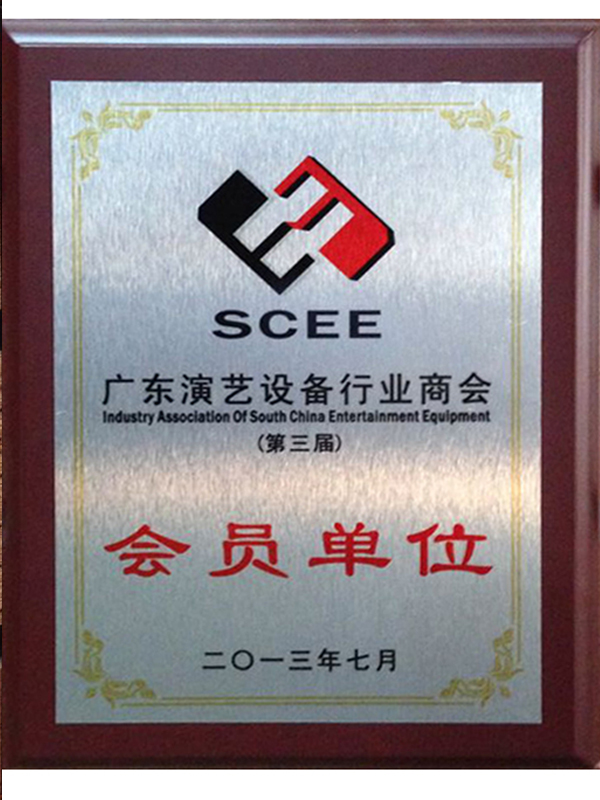 SCEE
广东演艺设备行业商会
Industry Association Of South China Entertainment Equipment
(第三届)
会员单位
二〇一三年七月